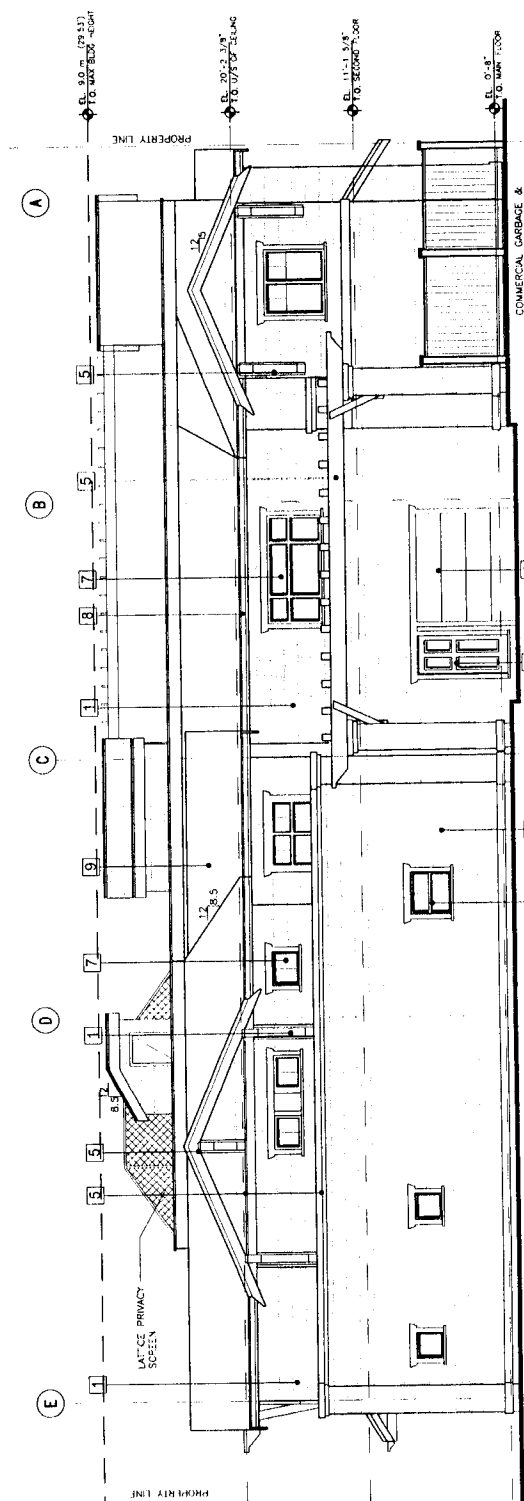 E
D
C
B
A
1
5
5
1
7
9
1
8
7
5
5
EL. 9.0 m (29.53')
T.O. MAX BLDG HEIGHT
EL. 20'-2 3/8"
T.O. U/S OF CEILING
EL. 11'-1 5/8"
T.O. SECOND FLOOR
EL. 0'-8"
T.O. MAIN FLOOR
PROPERTY LINE
PROPERTY LINE
LATTICE PRIVACY
SCREEN
12
8.5
12
8.5
12
COMMERCIAL GARBAGE &